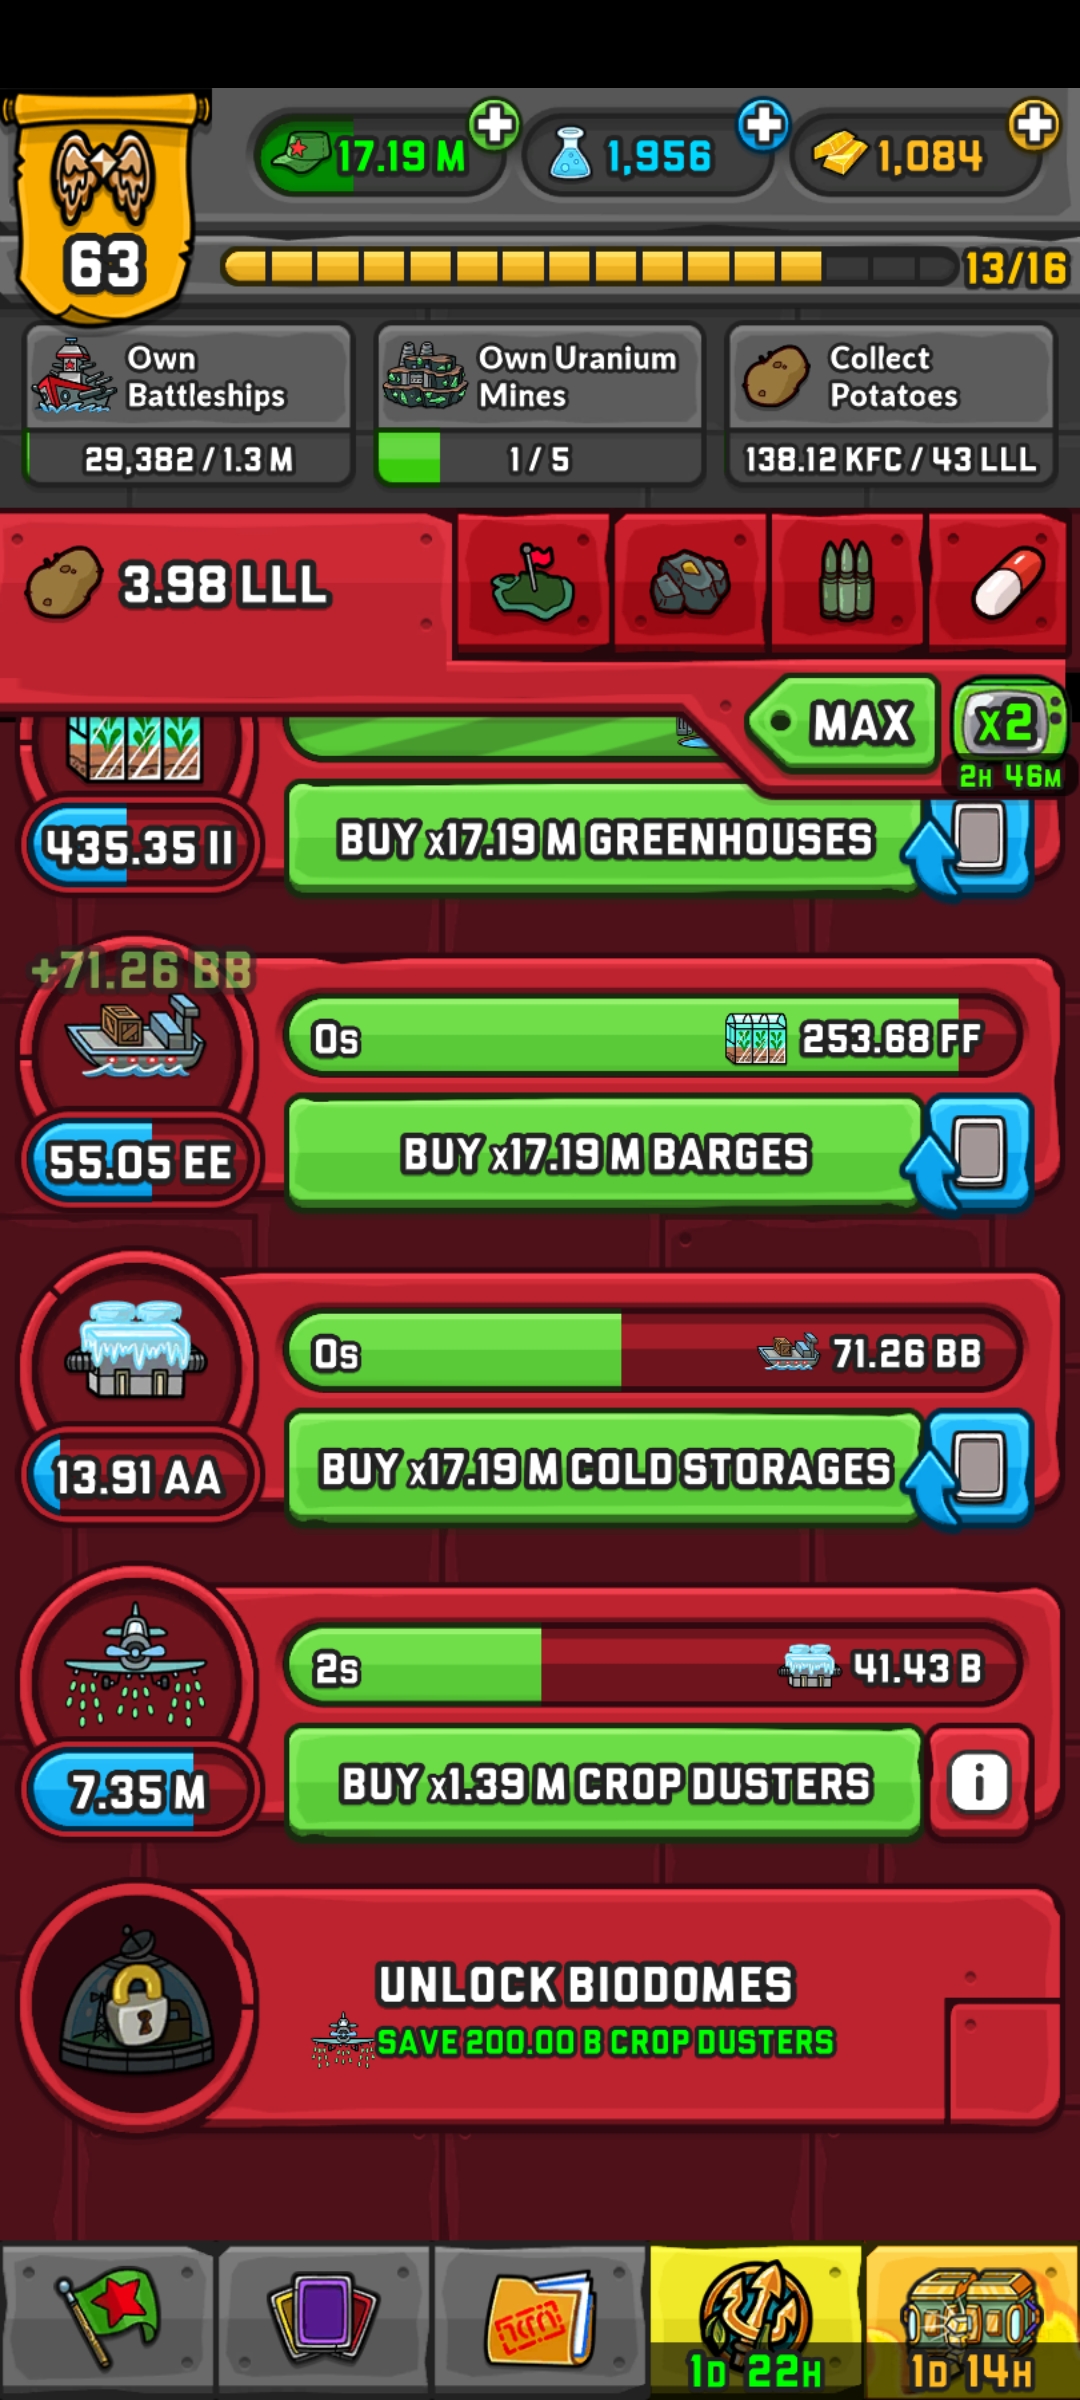 17.19 M
1,956
1,084
63
13/16
Own
Battleships
29,382 / 1.3 M
Own Uranium
Mines
1 / 5
Collect
Potatoes
138.12 KFC / 43 LLL
3.98 LLL
MAX
x2
2H 46M
435.35 II
BUY x17.19 M GREENHOUSES
+71.26 BB
0s
253.68 FF
55.05 EE
BUY x17.19 M BARGES
0s
71.26 BB
13.91 AA
BUY x17.19 M COLD STORAGES
2s
41.43 B
7.35 M
BUY x1.39 M CROP DUSTERS
i
UNLOCK BIODOMES
SAVE 200.00 B CROP DUSTERS
1D 22H
1D 14H